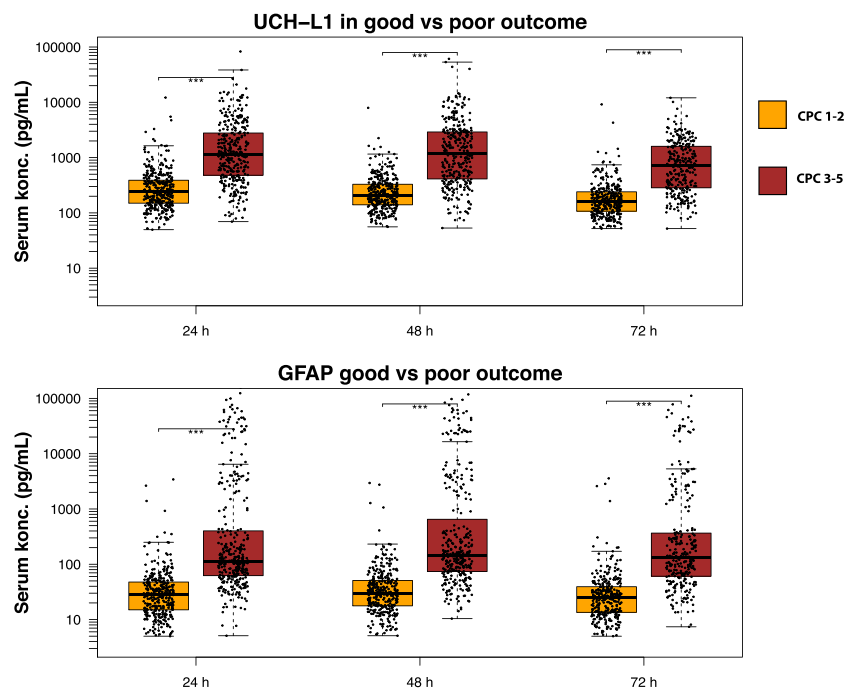 UCH−L1 in good vs poor outcome
Serum konc. (pg/mL)
100000
10000
1000
100
10
***
***
***
24 h
48 h
72 h
CPC 1-2
CPC 3-5
GFAP good vs poor outcome
Serum konc. (pg/mL)
100000
10000
1000
100
10
***
***
***
24 h
48 h
72 h